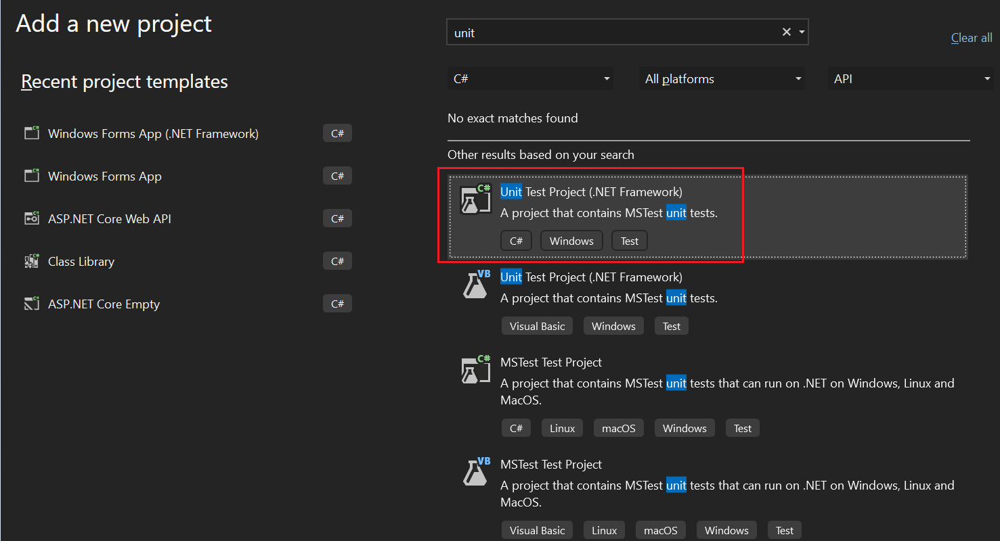 Add a new project
unit
Clear all
Recent project templates
C#
All platforms
API
Windows Forms App (.NET Framework)
C#
Windows Forms App
C#
ASP.NET Core Web API
C#
Class Library
C#
ASP.NET Core Empty
C#
No exact matches found
Other results based on your search
C#
Unit Test Project (.NET Framework)
A project that contains MSTest unit tests.
C# Windows Test
VB
Unit Test Project (.NET Framework)
A project that contains MSTest unit tests.
Visual Basic Windows Test
C#
MSTest Test Project
A project that contains MSTest unit tests that can run on .NET on Windows, Linux and
MacOS.
C# Linux macOS Windows Test
VB
MSTest Test Project
A project that contains MSTest unit tests that can run on .NET on Windows, Linux and
MacOS.
Visual Basic Linux macOS Windows Test